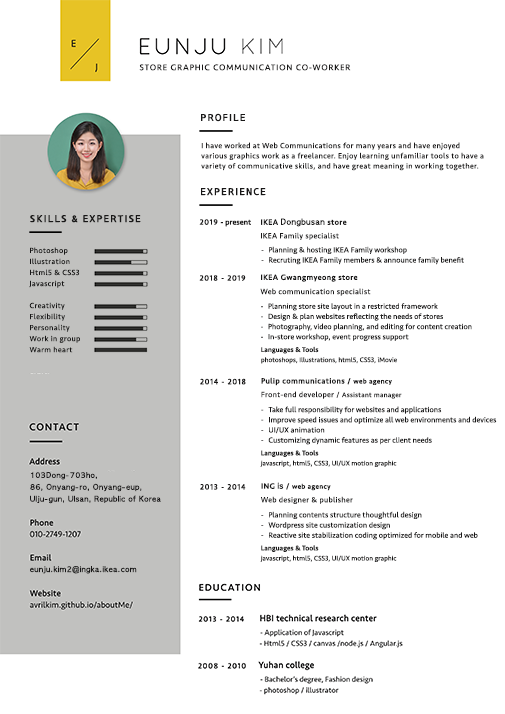 E
J
EUNJU KIM
STORE GRAPHIC COMMUNICATION CO-WORKER
PROFILE
I have worked at Web Communications for many years and have enjoyed
various graphics work as a freelancer. Enjoy learning unfamiliar tools to have a
variety of communicative skills, and have great meaning in working together.
EXPERIENCE
2019 - present IKEA Dongbusan store
IKEA Family specialist
- Planning & hosting IKEA Family workshop
- Recruting IKEA Family members & announce family benefit
2018 - 2019 IKEA Gwangmyeong store
Web communication specialist
- Planning store site layout in a restricted framework
- Design & plan websites reflecting the needs of stores
- Photography, video planning, and editing for content creation
- In-store workshop, event progress support
Languages & Tools
photoshops, Illustrations, html5, CSS3, iMovie
2014 - 2018 Pulip communications / web agency
Front-end developer / Assistant manager
- Take full responsibility for websites and applications
- Improve speed issues and optimize all web environments and devices
- UI/UX animation
- Customizing dynamic features as per client needs
Languages & Tools
javascript, html5, CSS3, UI/UX motion graphic
2013 - 2014 ING is / web agency
Web designer & publisher
- Planning contents structure thoughtful design
- Wordpress site customization design
- Reactive site stabilization coding optimized for mobile and web
Languages & Tools
javascript, html5, CSS3, UI/UX motion graphic
EDUCATION
2013 - 2014 HBI technical research center
- Application of Javascript
- Html5 / CSS3 / canvas /node.js / Angular.js
2008 - 2010 Yuhan college
- Bachelor's degree, Fashion design
- photoshop / illustrator
SKILLS & EXPERTISE
Photoshop
Illustration
Html5 & CSS3
Javascript
Creativity
Flexibility
Personality
Work in group
Warm heart
CONTACT
Address
103Dong-703ho,
86, Onyang-ro, Onyang-eup,
Ulju-gun, Ulsan, Republic of Korea
Phone
010-2749-1207
Email
eunju.kim2@ingka.ikea.com
Website
avrilkim.github.io/aboutMe/